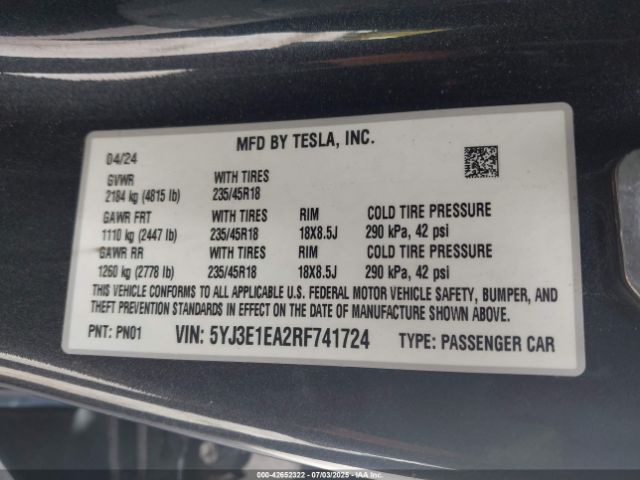 MFD BY TESLA, INC.
04/24
GVWR WITH TIRES
2184 kg (4815 lb) 235/45R18
GAWR FRT WITH TIRES RIM COLD TIRE PRESSURE
1110 kg (2447 lb) 235/45R18 18X8.5J 290 kPa, 42 psi
GAWR RR WITH TIRES RIM COLD TIRE PRESSURE
1260 kg (2778 lb) 235/45R18 18X8.5J 290 kPa, 42 psi
THIS VEHICLE CONFORMS TO ALL APPLICABLE U.S. FEDERAL MOTOR VEHICLE SAFETY, BUMPER, AND
THEFT PREVENTION STANDARDS IN EFFECT ON THE DATE OF MANUFACTURE SHOWN ABOVE.
PNT: PN01 VIN: 5YJ3E1EA2RF741724 TYPE: PASSENGER CAR
000-42652322 - 07/03/2025 - IAAI.COM